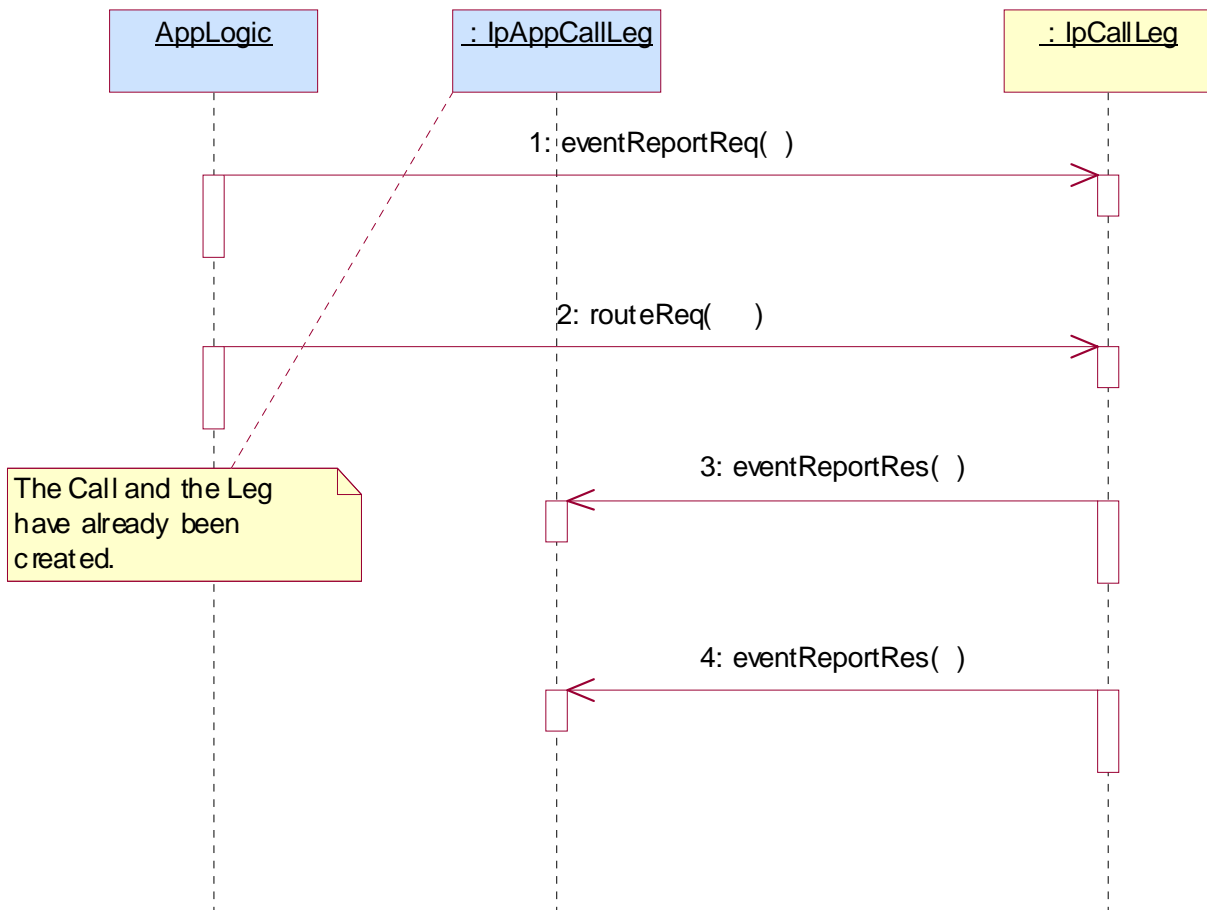 AppLogic
: IpAppCallLeg
: IpCallLeg
1: eventReportReq( )
2: routeReq( )
3: eventReportRes( )
The Call and the Leg
have already been
created.
4: eventReportRes( )